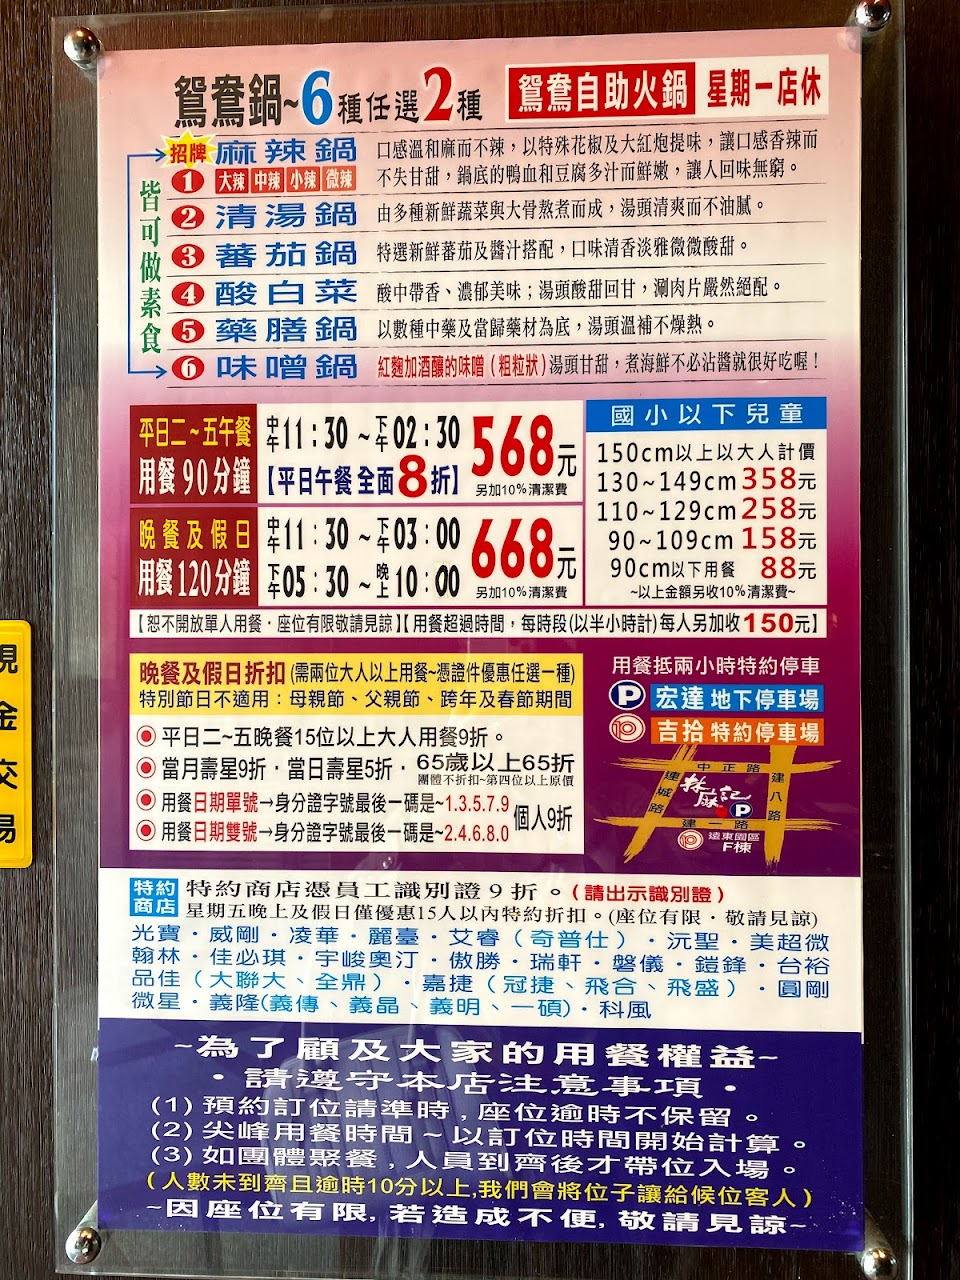 鴛鴦鍋~6種任選2種 鴛鴦自助火鍋 星期一店休
皆可做素食
招牌
1 麻辣鍋 大辣 中辣 小辣 微辣
口感溫和麻而不辣，以特殊花椒及大紅炮提味，讓口感香辣而
不失甘甜，鍋底的鴨血和豆腐多汁而鮮嫩，讓人回味無窮。
2 清湯鍋 由多種新鮮蔬菜與大骨熬煮而成，湯頭清爽而不油膩。
3 蕃茄鍋 特選新鮮蕃茄及醬汁搭配，口味清香淡雅微微酸甜。
4 酸白菜 酸中帶香、濃郁美味；湯頭酸甜回甘，涮肉片嚴然絕配。
5 藥膳鍋 以數種中藥及當歸藥材為底，湯頭溫補不燥熱。
6 味噌鍋 紅麴加酒釀的味噌（粗粒狀）湯頭甘甜，煮海鮮不必沾醬就很好吃喔！
平日二~五午餐
用餐90分鐘
中午11：30~下午02：30
【平日午餐 全面8折】
568元
另加10%清潔費
晚餐及假日
用餐120分鐘
中午11：30~下午03：00
下午05：30~晚上10：00
668元
另加10%清潔費
國小以下兒童
150cm以上以大人計價
130~149cm 358元
110~129cm 258元
90~109cm 158元
90cm以下用餐 88元
~以上金額另收10%清潔費~
【恕不開放單人用餐·座位有限敬請見諒】【用餐超過時間，每時段(以半小時計)每人另加收150元】
晚餐及假日折扣(需兩位大人以上用餐~憑證件優惠任選一種)
特別節日不適用：母親節、父親節、跨年及春節期間
平日二~五晚餐15位以上大人用餐9折。
當月壽星9折·當日壽星5折， 65歲以上65折
團體不折扣~第四位以上原價
用餐日期單號→身分證字號最後一碼是~1.3.5.7.9
用餐日期雙號→身分證字號最後一碼是~2.4.6.8.0
個人9折
用餐抵兩小時特約停車
P 宏達 地下停車場
吉拾 特約停車場
中正路
連城路
建八路
林麻記
P
建一路
遠東園區
F棟
特約商店
特約商店憑員工識別證9折。（請出示識別證）
星期五晚上及假日僅優惠15人以內特約折扣。(座位有限·敬請見諒)
光寶·威剛·凌華·麗臺·艾睿（奇普仕）·沅聖·美超微
翰林·佳必琪·宇峻奧汀·傲勝·瑞軒·磐儀·鎧鋒·台裕
品佳（大聯大、全鼎）·嘉捷（冠捷、飛合、飛盛）·圓剛
微星·義隆(義傳、義晶、義明、一碩)·科風
~為了顧及大家的用餐權益~
·請遵守本店注意事項·
(1) 預約訂位請準時，座位逾時不保留。
(2) 尖峰用餐時間~以訂位時間開始計算。
(3) 如團體聚餐，人員到齊後才帶位入場。
(人數未到齊且逾時10分以上,我們會將位子讓給候位客人)
~因座位有限,若造成不便,敬請見諒~
現金交易